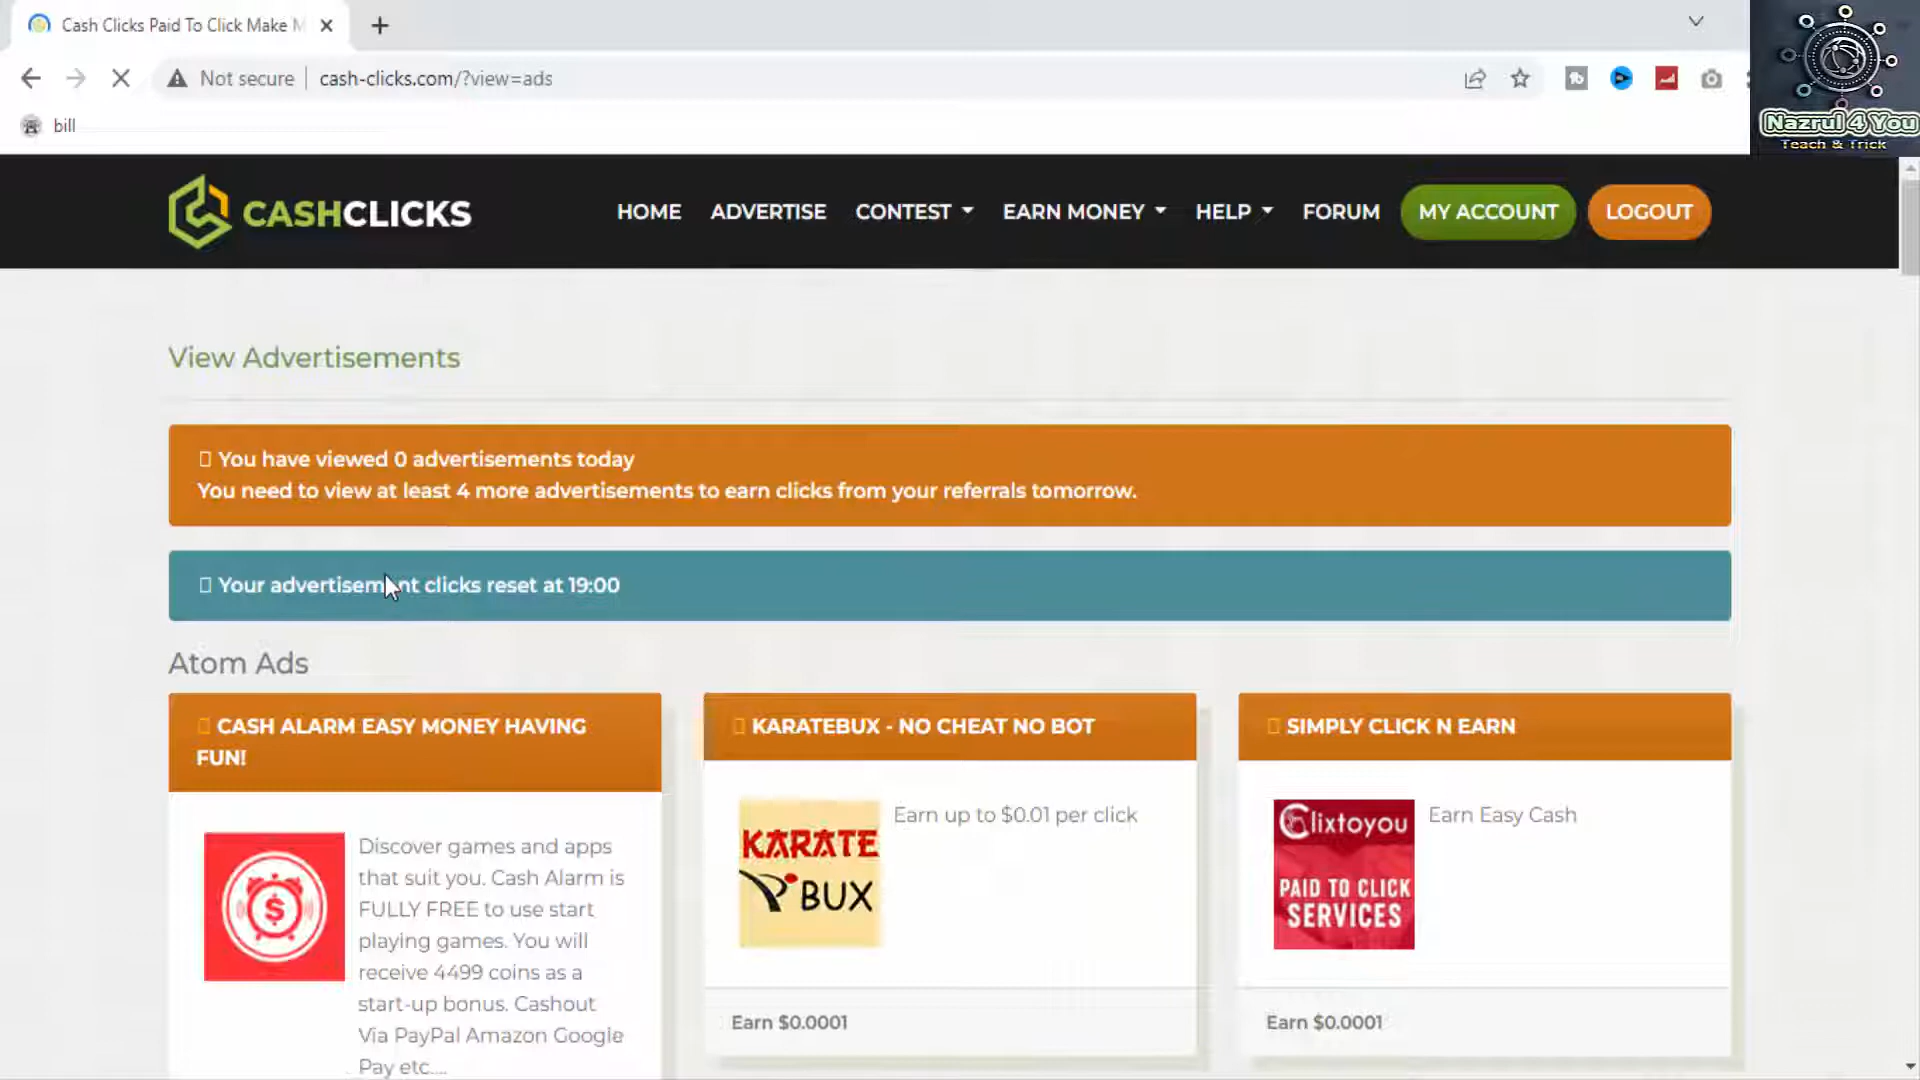 Cash Clicks Paid To Click Make M
Not secure
cash-clicks.com/?view=ads
bill
Nazrul 4 You
Teach & Trick
CASHCLICKS
HOME
ADVERTISE
CONTEST
EARN MONEY
HELP
FORUM
MY ACCOUNT
LOGOUT
View Advertisements
You have viewed 0 advertisements today
You need to view at least 4 more advertisements to earn clicks from your referrals tomorrow.
Your advertisement clicks reset at 19:00
Atom Ads
CASH ALARM EASY MONEY HAVING
FUN!
Discover games and apps
that suit you. Cash Alarm is
FULLY FREE to use start
playing games. You will
receive 4499 coins as a
start-up bonus. Cashout
Via PayPal Amazon Google
Pay etc....
KARATEBUX - NO CHEAT NO BOT
KARATE
BUX
Earn up to $0.01 per click
Earn $0.0001
SIMPLY CLICK N EARN
Clixtoyou
PAID TO CLICK
SERVICES
Earn Easy Cash
Earn $0.0001